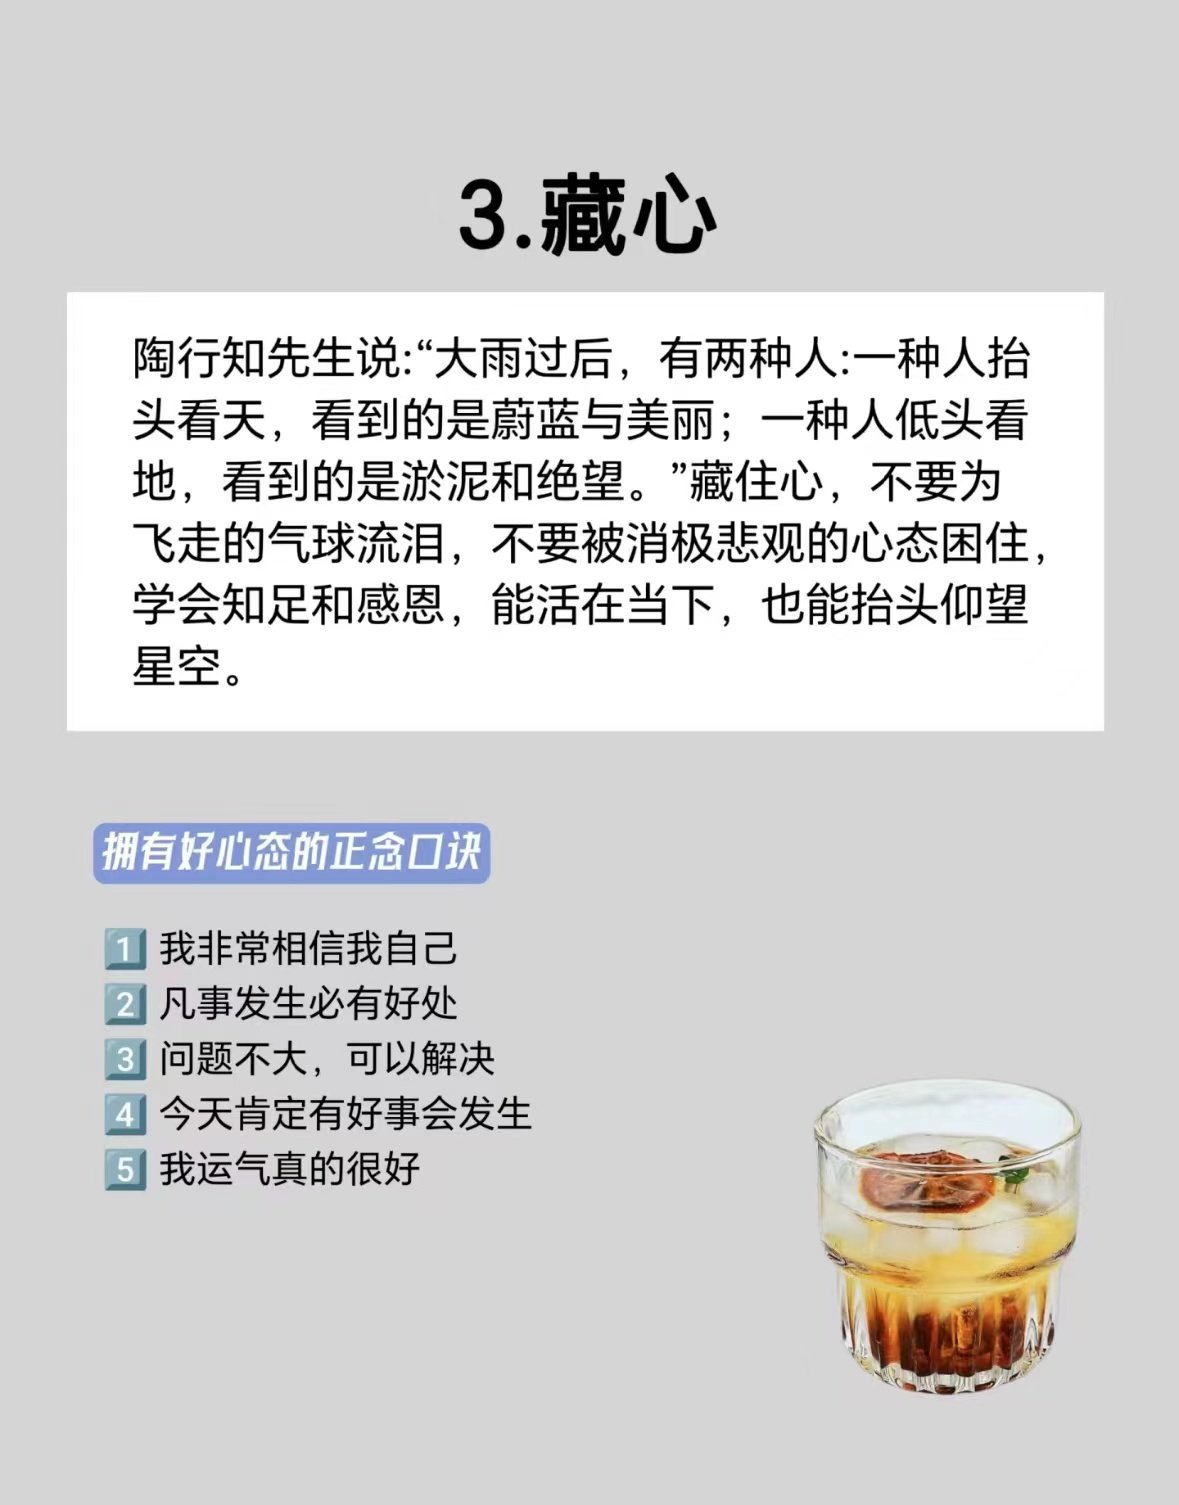 3.藏心
陶行知先生说:“大雨过后，有两种人:一种人抬
头看天，看到的是蔚蓝与美丽；一种人低头看
地，看到的是淤泥和绝望。”藏住心，不要为
飞走的气球流泪，不要被消极悲观的心态困住，
学会知足和感恩，能活在当下，也能抬头仰望
星空。
拥有好心态的正念口诀
1 我非常相信我自己
2 凡事发生必有好处
3 问题不大，可以解决
4 今天肯定有好事会发生
5 我运气真的很好